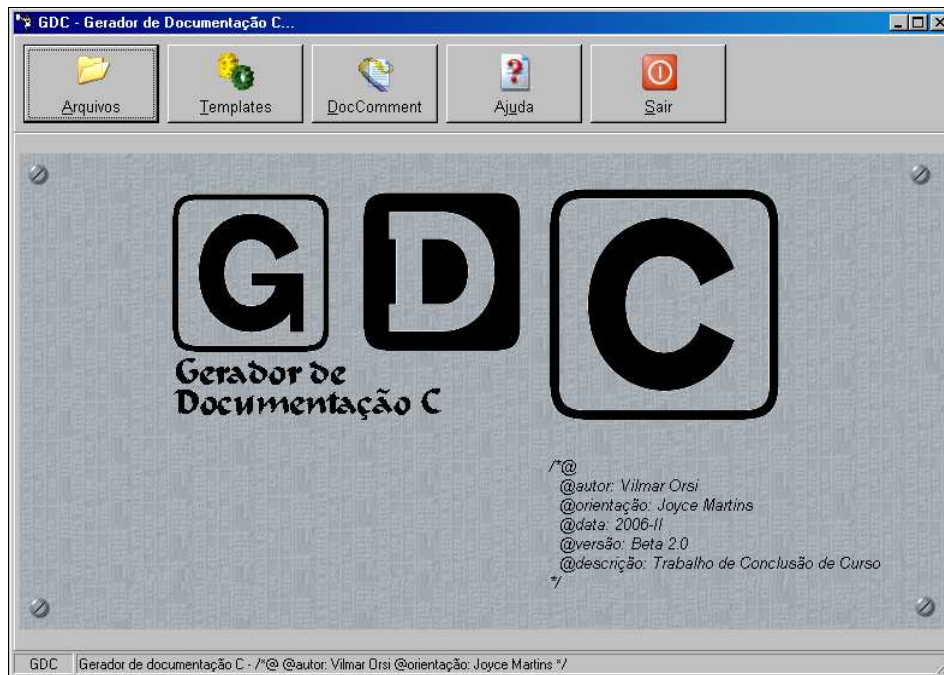 GDC - Gerador de Documentação C...
Arquivos
Templates
DocComment
Ajuda
Sair
G D C
Gerador de
Documentação C
/*@
@autor: Vilmar Orsi
@orientação: Joyce Martins
@data: 2006-II
@versão: Beta 2.0
@descrição: Trabalho de Conclusão de Curso
*/
GDC
Gerador de documentação C - /*@ @autor: Vilmar Orsi @orientação: Joyce Martins */